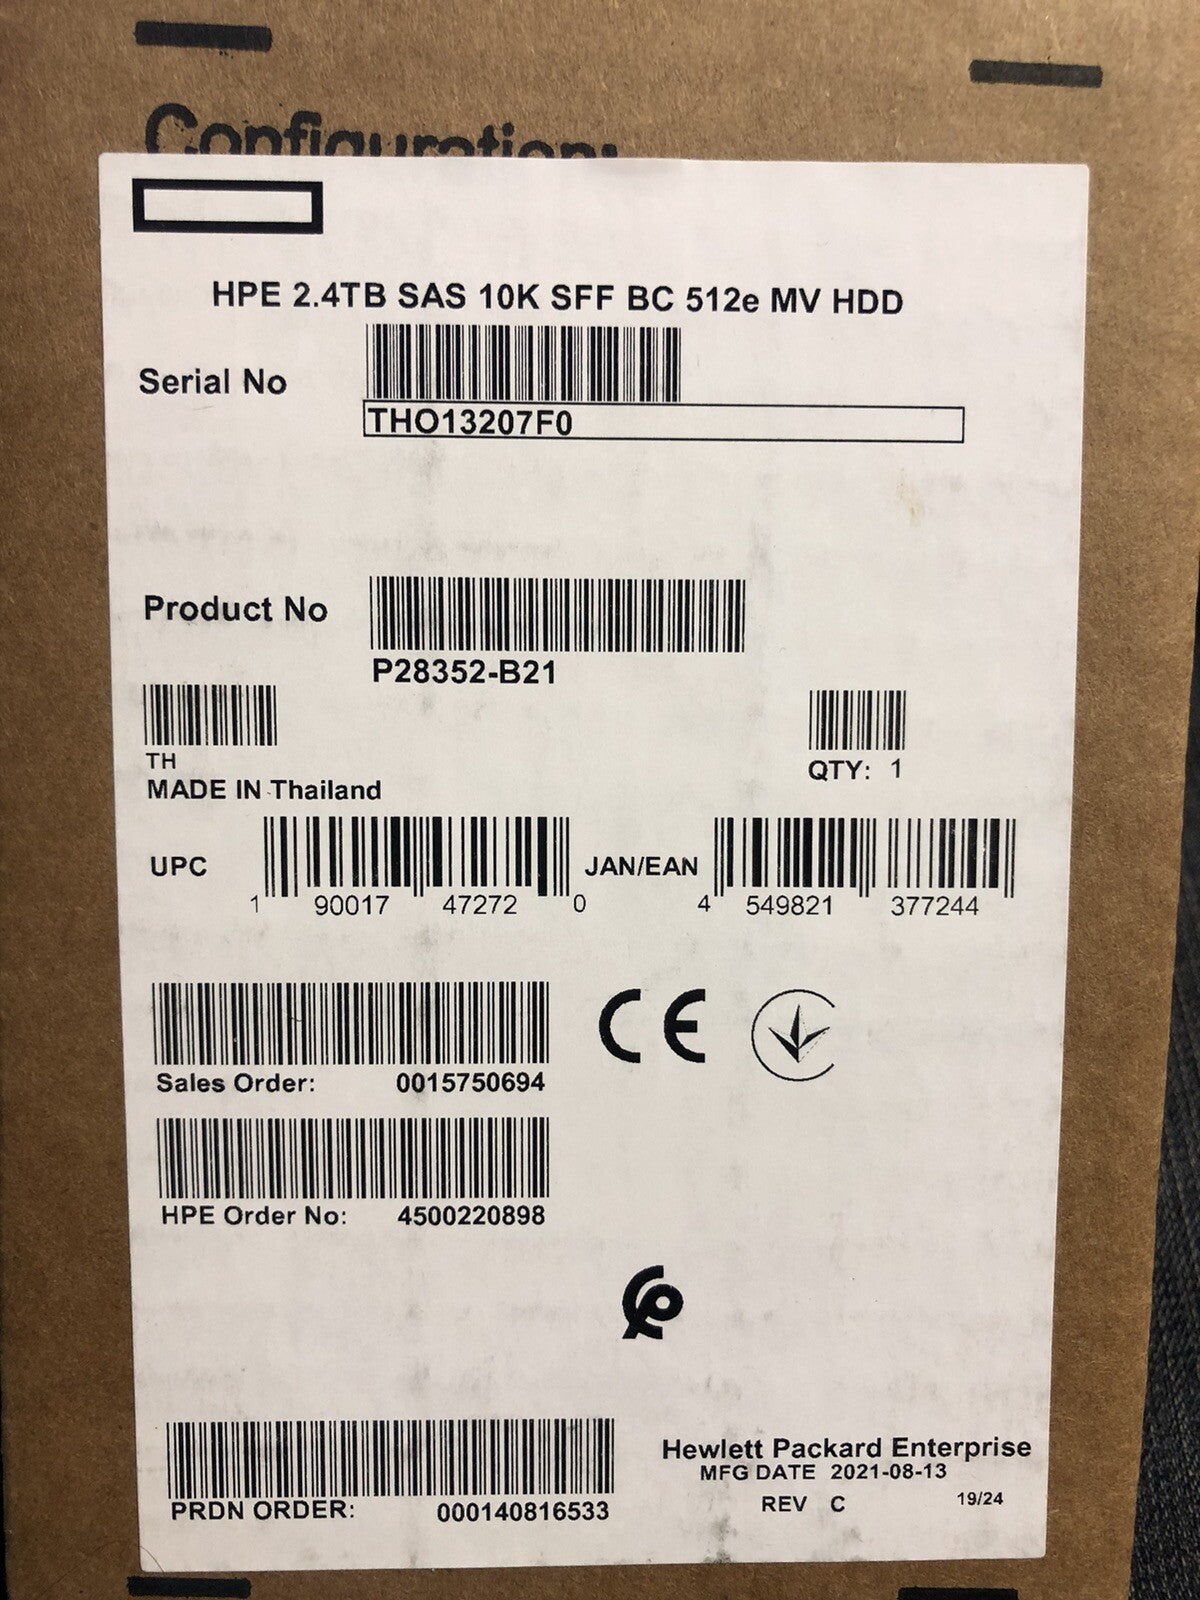 Configuration:
HPE 2.4TB SAS 10K SFF BC 512e MV HDD
Serial No
THO13207F0
Product No
P28352-B21
TH
MADE IN Thailand
QTY: 1
UPC
1 90017 47272 0
JAN/EAN
4 549821 377244
CE
Sales Order: 0015750694
HPE Order No: 4500220898
Hewlett Packard Enterprise
MFG DATE 2021-08-13
PRDN ORDER: 000140816533
REV C
19/24